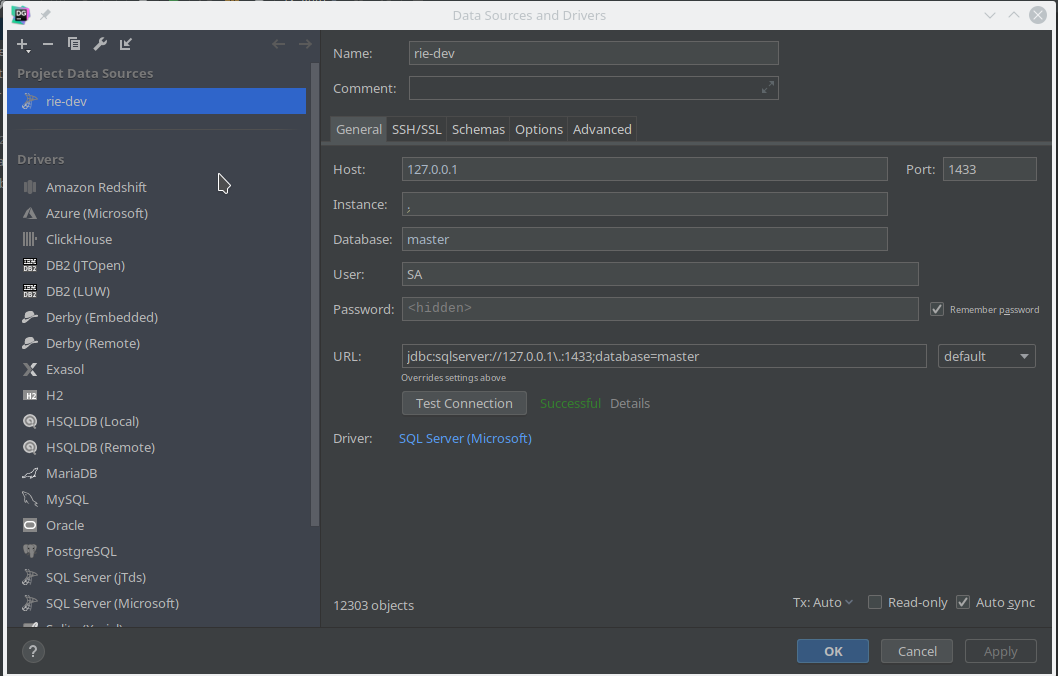 Data Sources and Drivers
Project Data Sources
rie-dev
Drivers
Amazon Redshift
Azure (Microsoft)
ClickHouse
DB2 (JTOpen)
DB2 (LUW)
Derby (Embedded)
Derby (Remote)
Exasol
H2
HSQLDB (Local)
HSQLDB (Remote)
MariaDB
MySQL
Oracle
PostgreSQL
SQL Server (jTds)
SQL Server (Microsoft)
Name: rie-dev
Comment:
General SSH/SSL Schemas Options Advanced
Host: 127.0.0.1 Port: 1433
Instance: ,
Database: master
User: SA
Password: <hidden> Remember password
URL: jdbc:sqlserver://127.0.0.1\.:1433;database=master default
Overrides settings above
Test Connection Successful Details
Driver: SQL Server (Microsoft)
12303 objects Tx: Auto Read-only Auto sync
? OK Cancel Apply